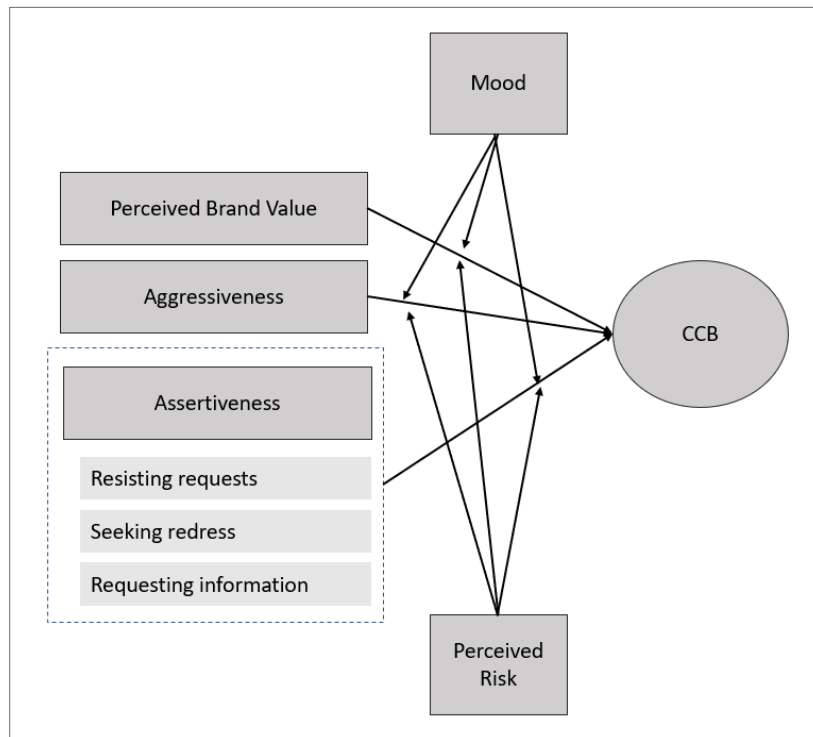 Mood
Perceived Brand Value
Aggressiveness
CCB
Assertiveness
Resisting requests
Seeking redress
Requesting information
Perceived
Risk